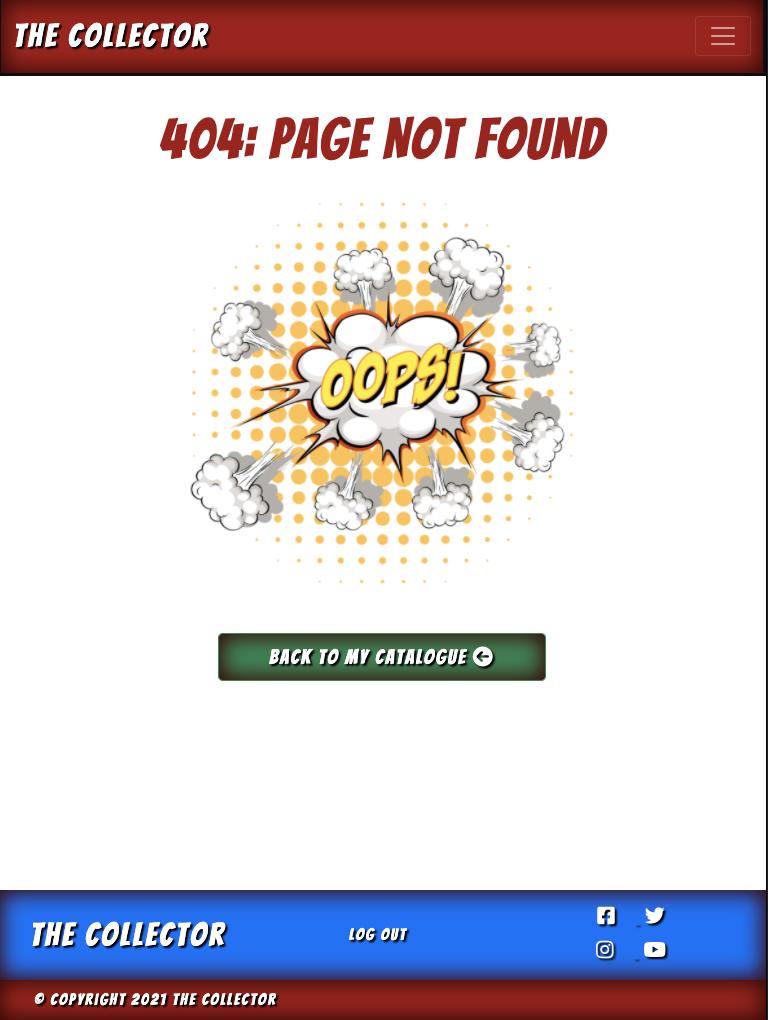 THE COLLECTOR
404: PAGE NOT FOUND
OOPS!
BACK TO MY CATALOGUE
THE COLLECTOR
LOG OUT
© COPYRIGHT 2021 THE COLLECTOR